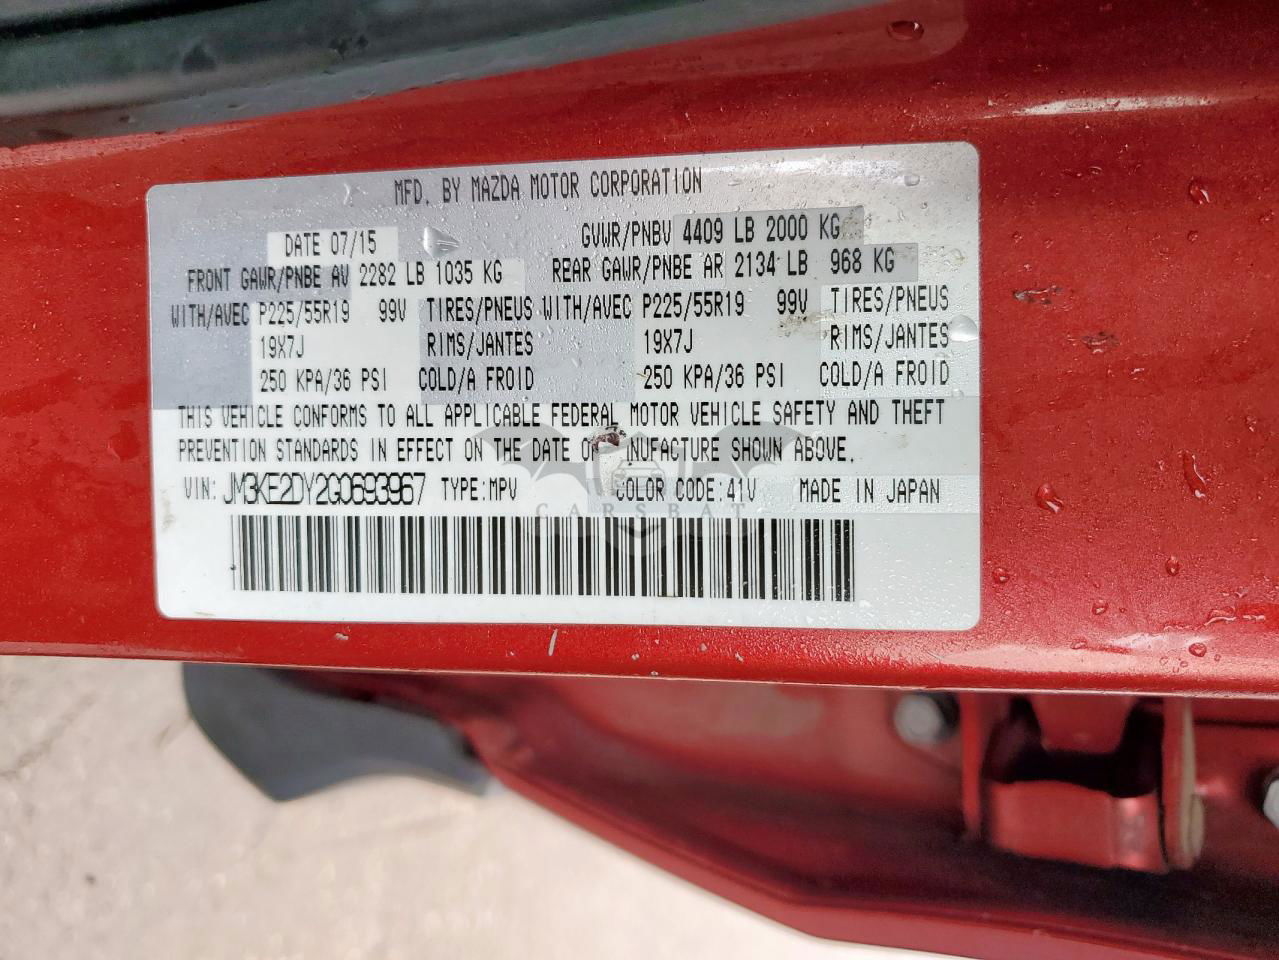 MFD. BY MAZDA MOTOR CORPORATION
DATE 07/15 GVWR/PNBV 4409 LB 2000 KG
FRONT GAWR/PNBE AV 2282 LB 1035 KG REAR GAWR/PNBE AR 2134 LB 968 KG
WITH/AVEC P225/55R19 99V TIRES/PNEUS WITH/AVEC P225/55R19 99V TIRES/PNEUS
19X7J RIMS/JANTES 19X7J RIMS/JANTES
250 KPA/36 PSI COLD/A FROID 250 KPA/36 PSI COLD/A FROID
THIS VEHICLE CONFORMS TO ALL APPLICABLE FEDERAL MOTOR VEHICLE SAFETY AND THEFT
PREVENTION STANDARDS IN EFFECT ON THE DATE OF NUFACTURE SHOWN ABOVE.
VIN: JM3KE2DY2G0693967 TYPE:MPV COLOR CODE:41V MADE IN JAPAN
CARSBAT